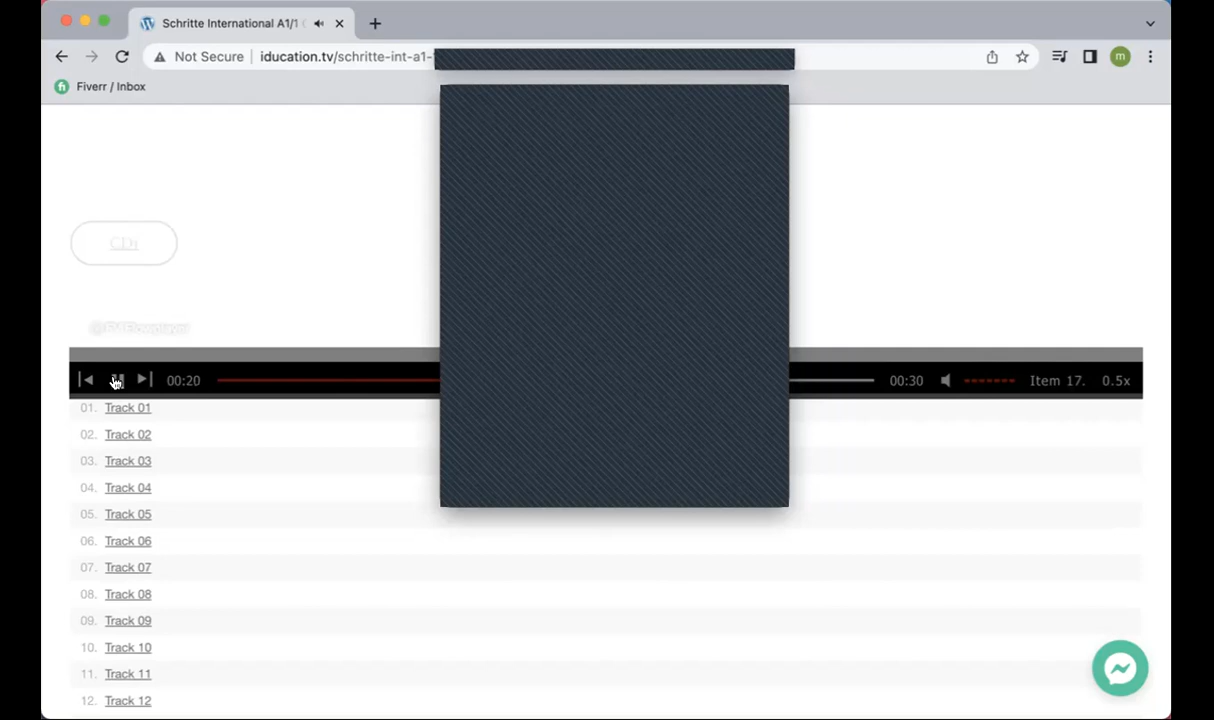 Schritte International A1/1
Not Secure iducation.tv/schritte-int-a1-
m
Fiverr / Inbox
CD1
@FM Flowplayer
00:20 00:30 Item 17. 0.5x
01. Track 01
02. Track 02
03. Track 03
04. Track 04
05. Track 05
06. Track 06
07. Track 07
08. Track 08
09. Track 09
10. Track 10
11. Track 11
12. Track 12